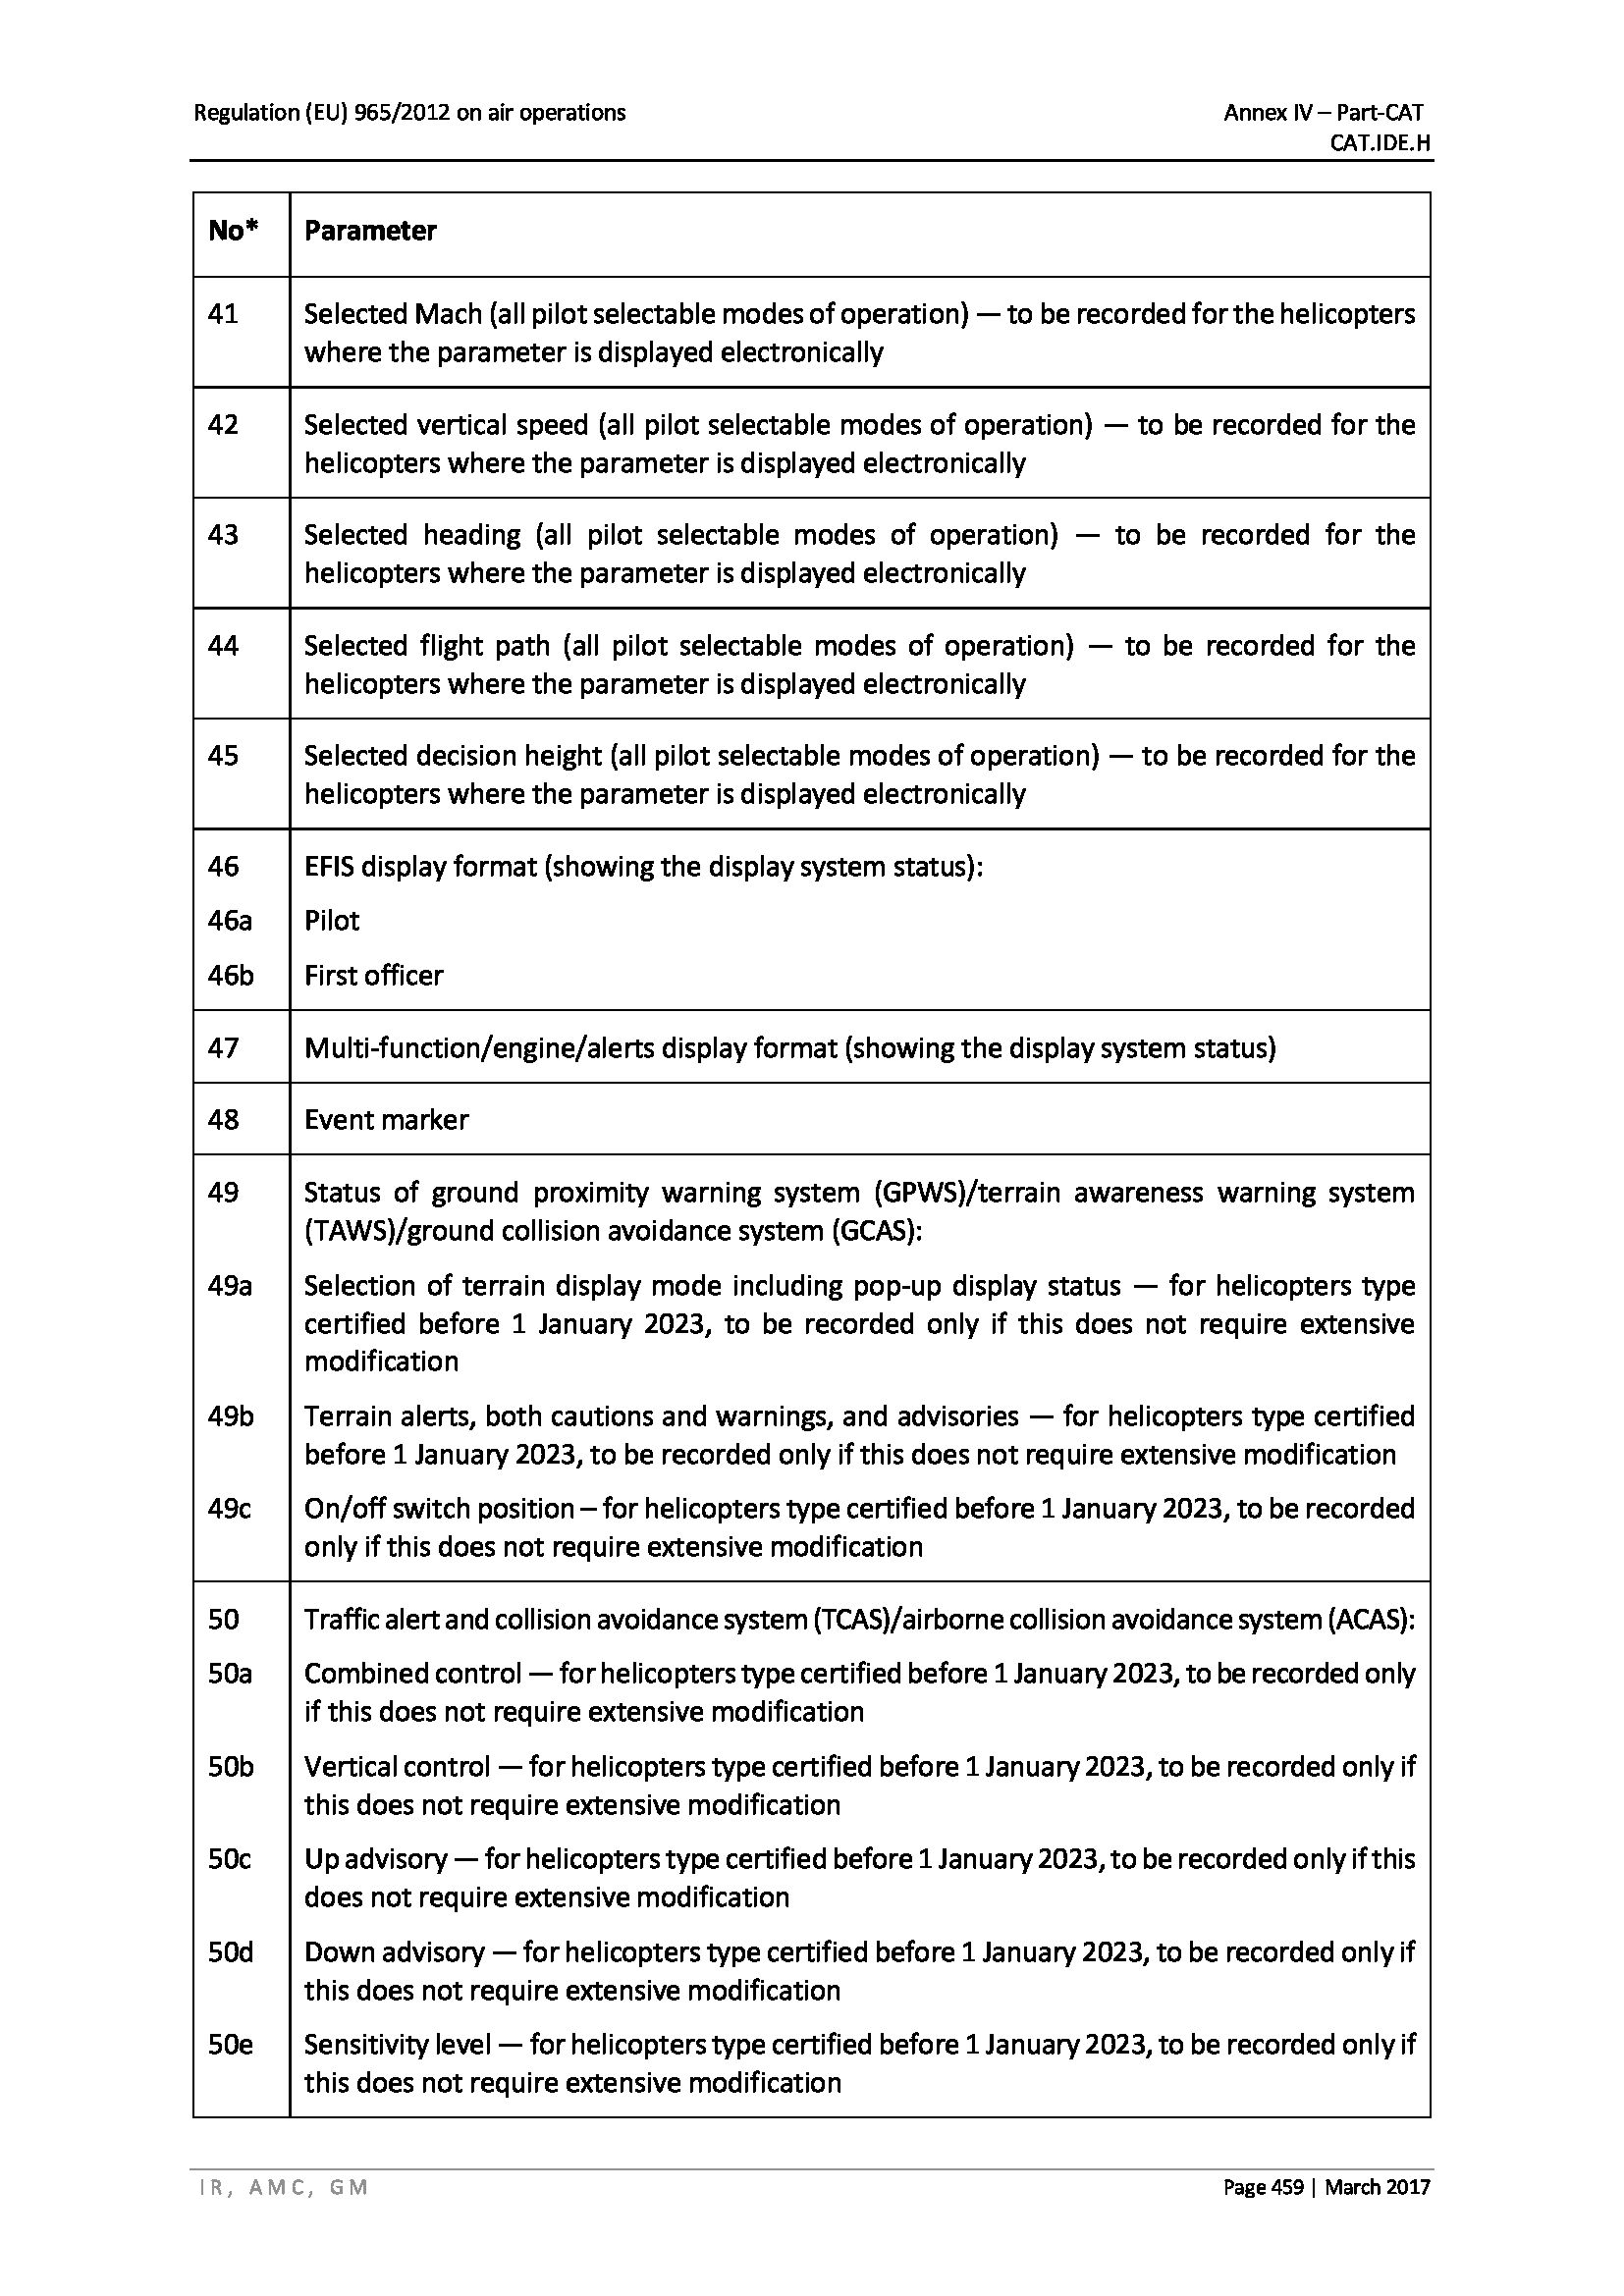 Regulation (EU) 965/2012 on air operations
Annex IV – Part-CAT
CAT.IDE.H
No* Parameter
41 Selected Mach (all pilot selectable modes of operation) — to be recorded for the helicopters
where the parameter is displayed electronically
42 Selected vertical speed (all pilot selectable modes of operation) — to be recorded for the
helicopters where the parameter is displayed electronically
43 Selected heading (all pilot selectable modes of operation) — to be recorded for the
helicopters where the parameter is displayed electronically
44 Selected flight path (all pilot selectable modes of operation) — to be recorded for the
helicopters where the parameter is displayed electronically
45 Selected decision height (all pilot selectable modes of operation) — to be recorded for the
helicopters where the parameter is displayed electronically
46 EFIS display format (showing the display system status):
46a Pilot
46b First officer
47 Multi-function/engine/alerts display format (showing the display system status)
48 Event marker
49 Status of ground proximity warning system (GPWS)/terrain awareness warning system
(TAWS)/ground collision avoidance system (GCAS):
49a Selection of terrain display mode including pop-up display status — for helicopters type
certified before 1 January 2023, to be recorded only if this does not require extensive
modification
49b Terrain alerts, both cautions and warnings, and advisories — for helicopters type certified
before 1 January 2023, to be recorded only if this does not require extensive modification
49c On/off switch position – for helicopters type certified before 1 January 2023, to be recorded
only if this does not require extensive modification
50 Traffic alert and collision avoidance system (TCAS)/airborne collision avoidance system (ACAS):
50a Combined control — for helicopters type certified before 1 January 2023, to be recorded only
if this does not require extensive modification
50b Vertical control — for helicopters type certified before 1 January 2023, to be recorded only if
this does not require extensive modification
50c Up advisory — for helicopters type certified before 1 January 2023, to be recorded only if this
does not require extensive modification
50d Down advisory — for helicopters type certified before 1 January 2023, to be recorded only if
this does not require extensive modification
50e Sensitivity level — for helicopters type certified before 1 January 2023, to be recorded only if
this does not require extensive modification
IR, AMC, GM
Page 459 | March 2017